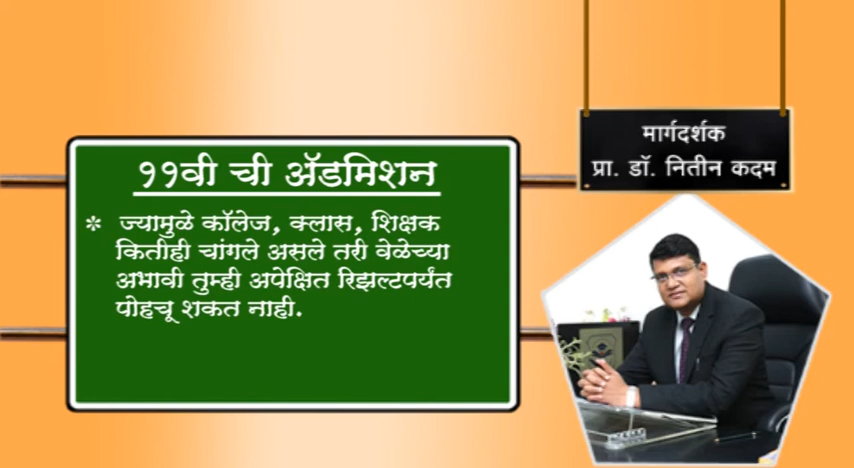 ११वी ची ॲडमिशन
* ज्यामुळे कॉलेज, क्लास, शिक्षक
कितीही चांगले असले तरी वेळेच्या
अभावी तुम्ही अपेक्षित रिझल्टपर्यंत
पोहचू शकत नाही.
मार्गदर्शक
प्रा. डॉ. नितीन कदम